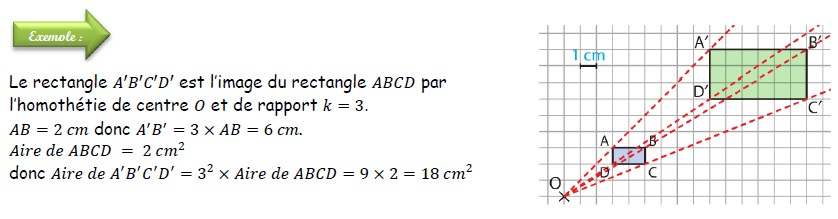 Exemple :
Le rectangle A'B'C'D' est l'image du rectangle ABCD par
l'homothétie de centre O et de rapport k = 3.
AB = 2 cm donc A'B' = 3 × AB = 6 cm.
Aire de ABCD = 2 cm²
donc Aire de A'B'C'D' = 3² × Aire de ABCD = 9 × 2 = 18 cm²
A' B'
1 cm
D' C'
A B
D C
O